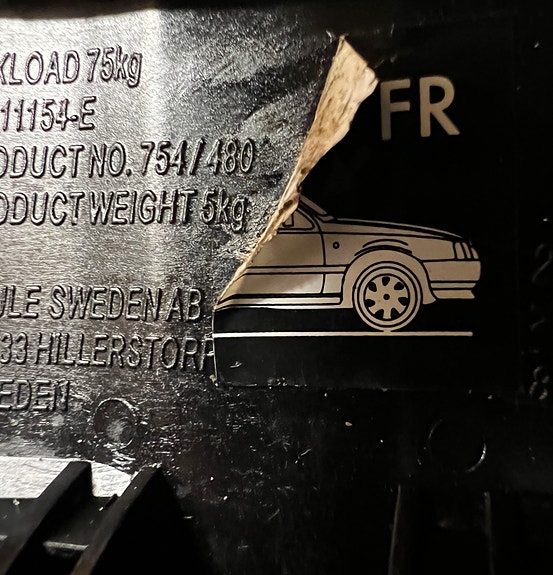 KLOAD 75kg
11154-E
ODUCT NO. 754/480
ODUCT WEIGHT 5kg
ULE SWEDEN AB
33 HILLERSTORP
EDEN
FR